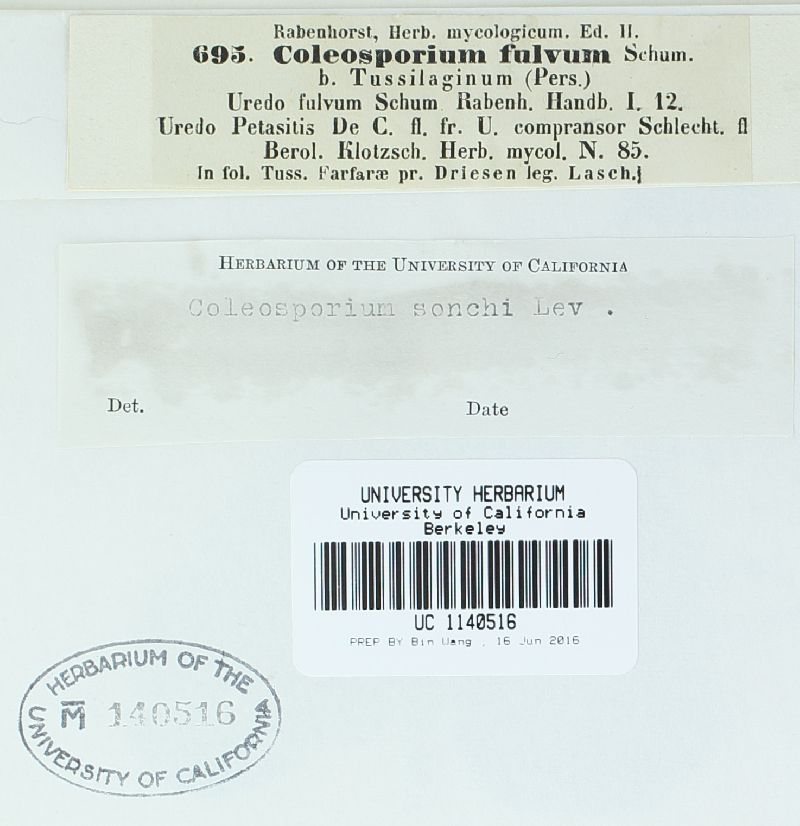 Rabenhorst, Herb. mycologicum. Ed. II.
695. Coleosporium fulvum Schum.
b. Tussilaginum (Pers.)
Uredo fulvum Schum Rabenh. Handb. I. 12.
Uredo Petasitis De C. fl. fr. U. compransor Schlecht. fl
Berol. Klotzsch. Herb. mycol. N. 85.
In fol. Tuss. Farfaræ pr. Driesen leg. Lasch.}
HERBARIUM OF THE UNIVERSITY OF CALIFORNIA
Coleosporium sonchi Lev .
Det. Date
UNIVERSITY HERBARIUM
University of California
Berkeley
UC 1140516
PREP BY Bin Wang , 16 Jun 2016
HERBARIUM OF THE
M̅ 140516
UNIVERSITY OF CALIFORNIA